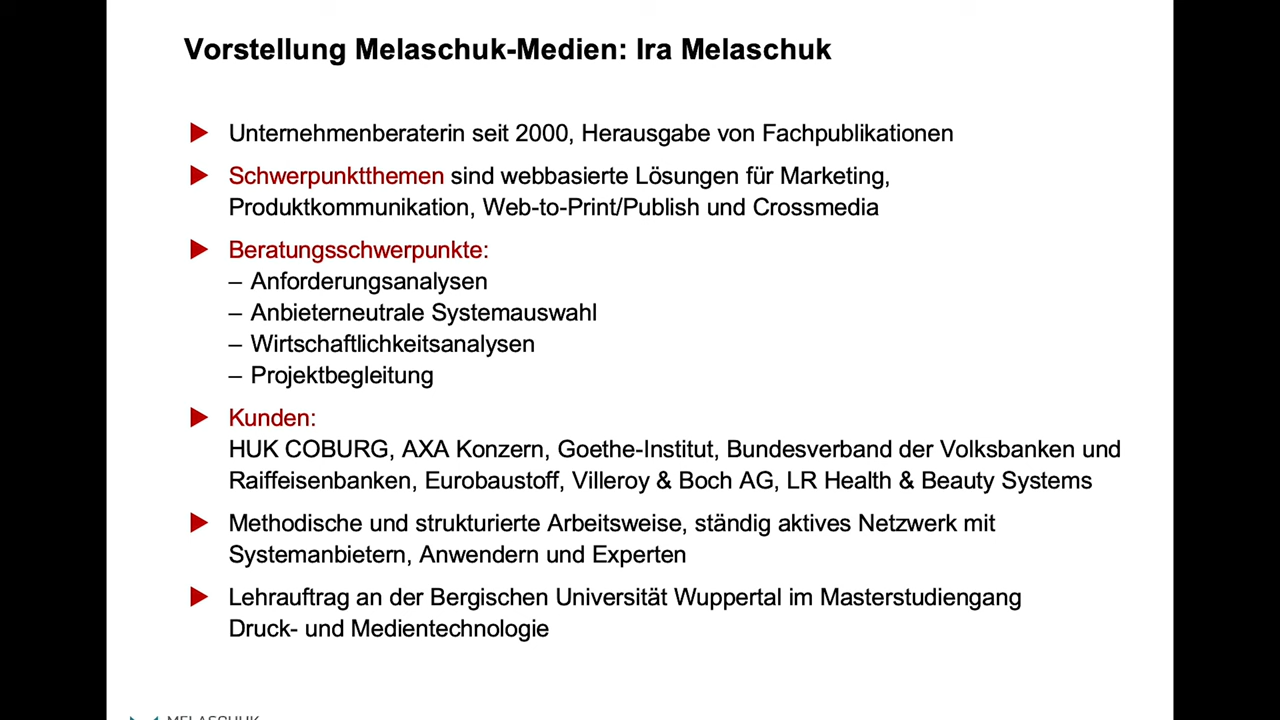 Vorstellung Melaschuk-Medien: Ira Melaschuk
Unternehmenberaterin seit 2000, Herausgabe von Fachpublikationen
Schwerpunktthemen sind webbasierte Lösungen für Marketing,
Produktkommunikation, Web-to-Print/Publish und Crossmedia
Beratungsschwerpunkte:
– Anforderungsanalysen
– Anbieterneutrale Systemauswahl
– Wirtschaftlichkeitsanalysen
– Projektbegleitung
Kunden:
HUK COBURG, AXA Konzern, Goethe-Institut, Bundesverband der Volksbanken und
Raiffeisenbanken, Eurobaustoff, Villeroy & Boch AG, LR Health & Beauty Systems
Methodische und strukturierte Arbeitsweise, ständig aktives Netzwerk mit
Systemanbietern, Anwendern und Experten
Lehrauftrag an der Bergischen Universität Wuppertal im Masterstudiengang
Druck- und Medientechnologie
MELASCHUK